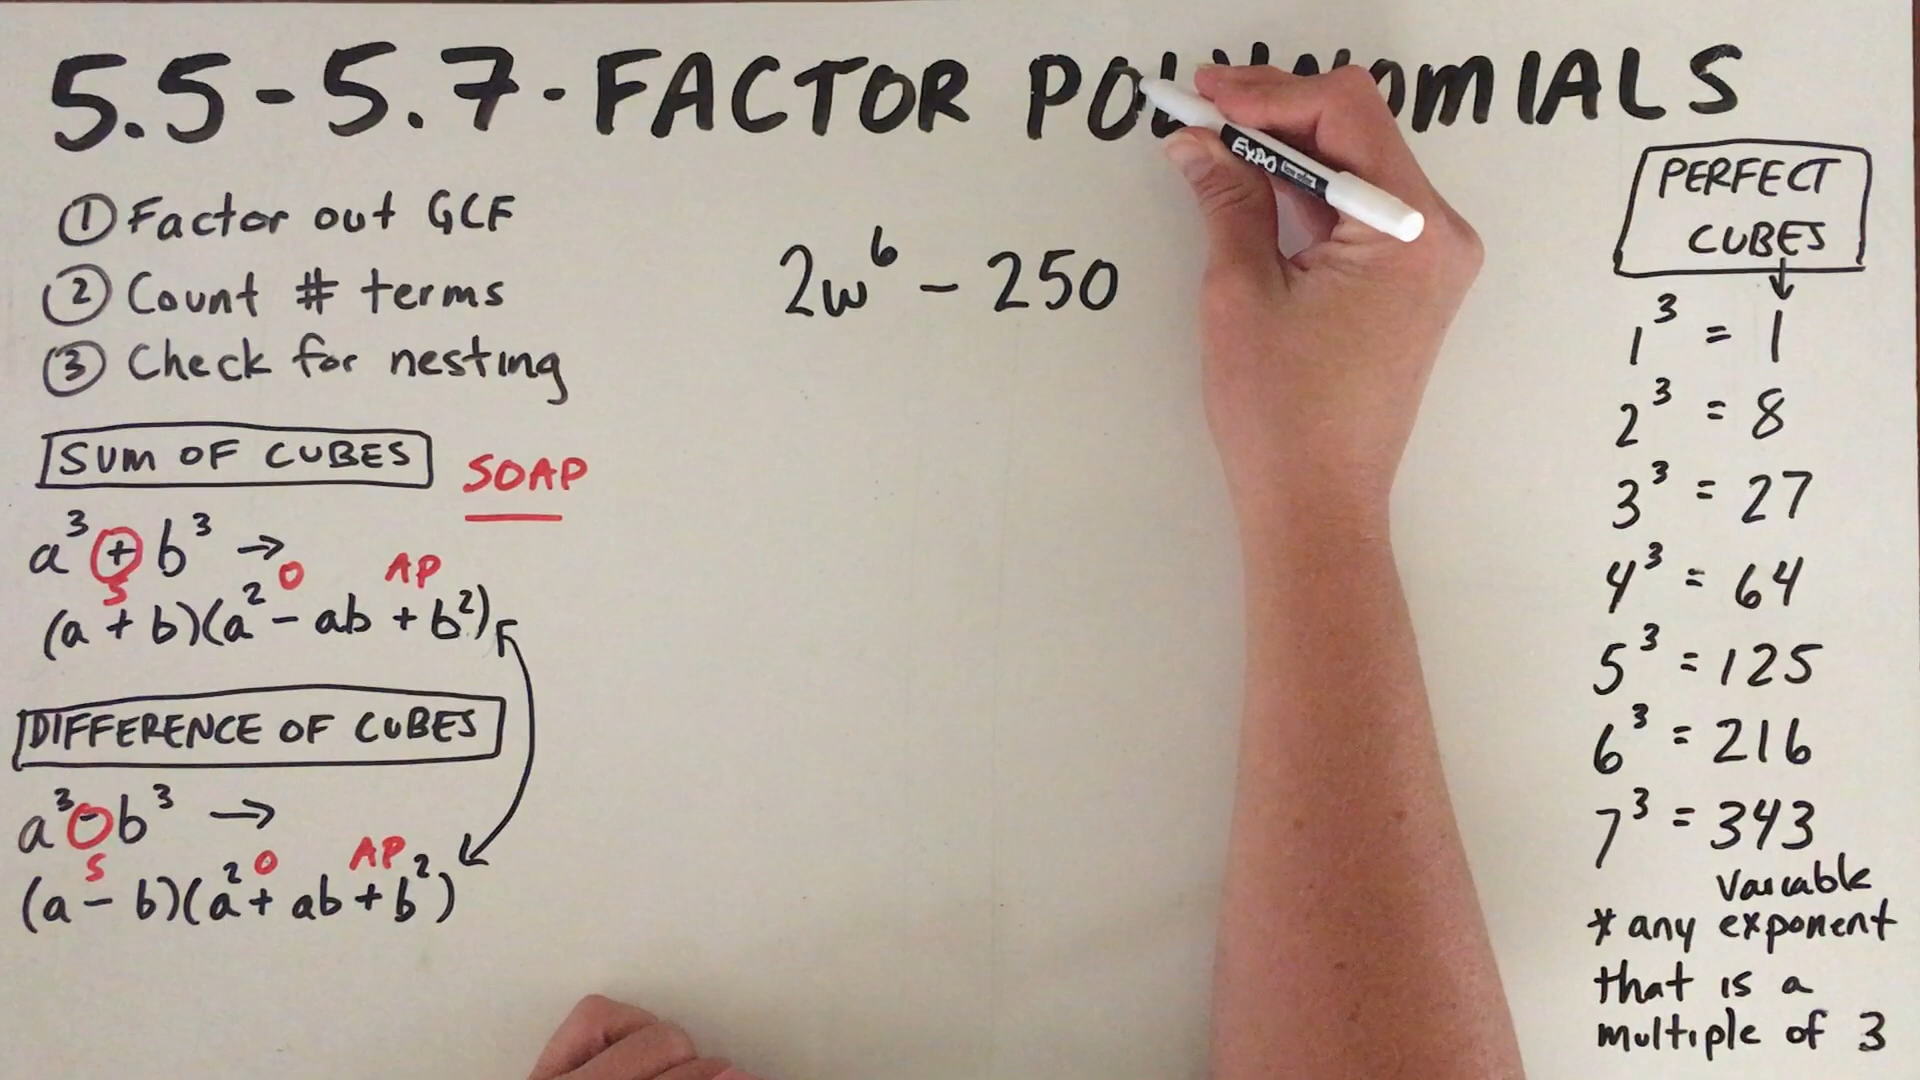 5.5-5.7 - FACTOR POLYNOMIALS
① Factor out GCF
② Count # terms
③ Check for nesting
SUM OF CUBES
SOAP
a³ + b³ →
S O AP
(a + b)(a² - ab + b²)
DIFFERENCE OF CUBES
a³ - b³ →
S O AP
(a - b)(a² + ab + b²)
2w⁶ - 250
EXPO
PERFECT
CUBES
1³ = 1
2³ = 8
3³ = 27
4³ = 64
5³ = 125
6³ = 216
7³ = 343
Variable
* any exponent
that is a
multiple of 3